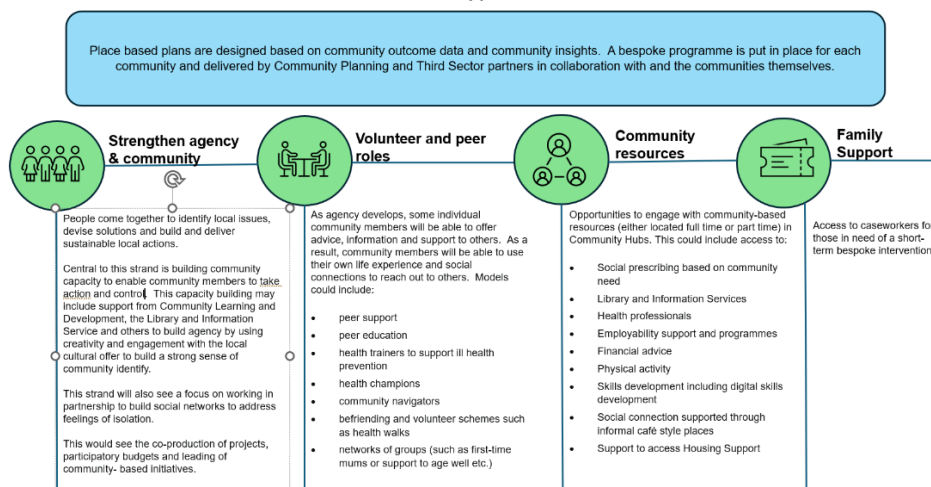 Place based plans are designed based on community outcome data and community insights.  A bespoke programme is put in place for each
community and delivered by Community Planning and Third Sector partners in collaboration with and the communities themselves.
Strengthen agency
& community
People come together to identify local issues,
devise solutions and build and deliver
sustainable local actions.
Central to this strand is building community
capacity to enable community members to take
action and control.  This capacity building may
include support from Community Learning and
Development, the Library and Information
Service and others to build agency by using
creativity and engagement with the local
cultural offer to build a strong sense of
community identify.
This strand will also see a focus on working in
partnership to build social networks to address
feelings of isolation.
This would see the co-production of projects,
participatory budgets and leading of
community- based initiatives.
Volunteer and peer
roles
As agency develops, some individual
community members will be able to offer
advice, information and support to others.  As a
result, community members will be able to use
their own life experience and social
connections to reach out to others.  Models
could include:
• peer support
• peer education
• health trainers to support ill health
prevention
• health champions
• community navigators
• befriending and volunteer schemes such
as health walks
• networks of groups (such as first-time
mums or support to age well etc.)
Community
resources
Opportunities to engage with community-based
resources (either located full time or part time) in
Community Hubs. This could include access to:
• Social prescribing based on community
need
• Library and Information Services
• Health professionals
• Employability support and programmes
• Financial advice
• Physical activity
• Skills development including digital skills
development
• Social connection supported through
informal café style places
• Support to access Housing Support
Family
Support
Access to caseworkers for
those in need of a short-
term bespoke intervention